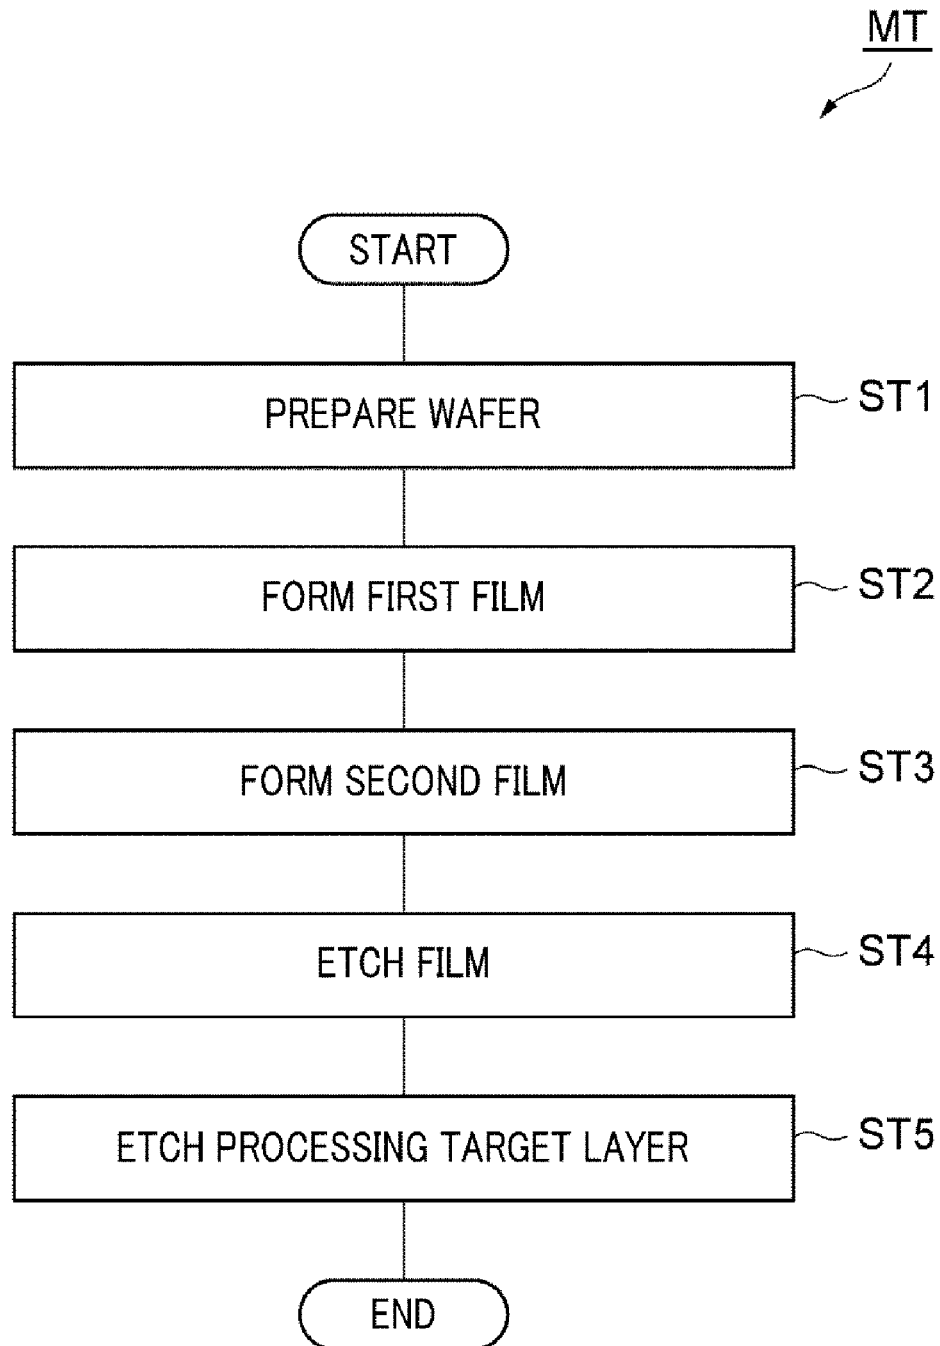 MT
START
PREPARE WAFER
ST1
FORM FIRST FILM
ST2
FORM SECOND FILM
ST3
ETCH FILM
ST4
ETCH PROCESSING TARGET LAYER
ST5
END